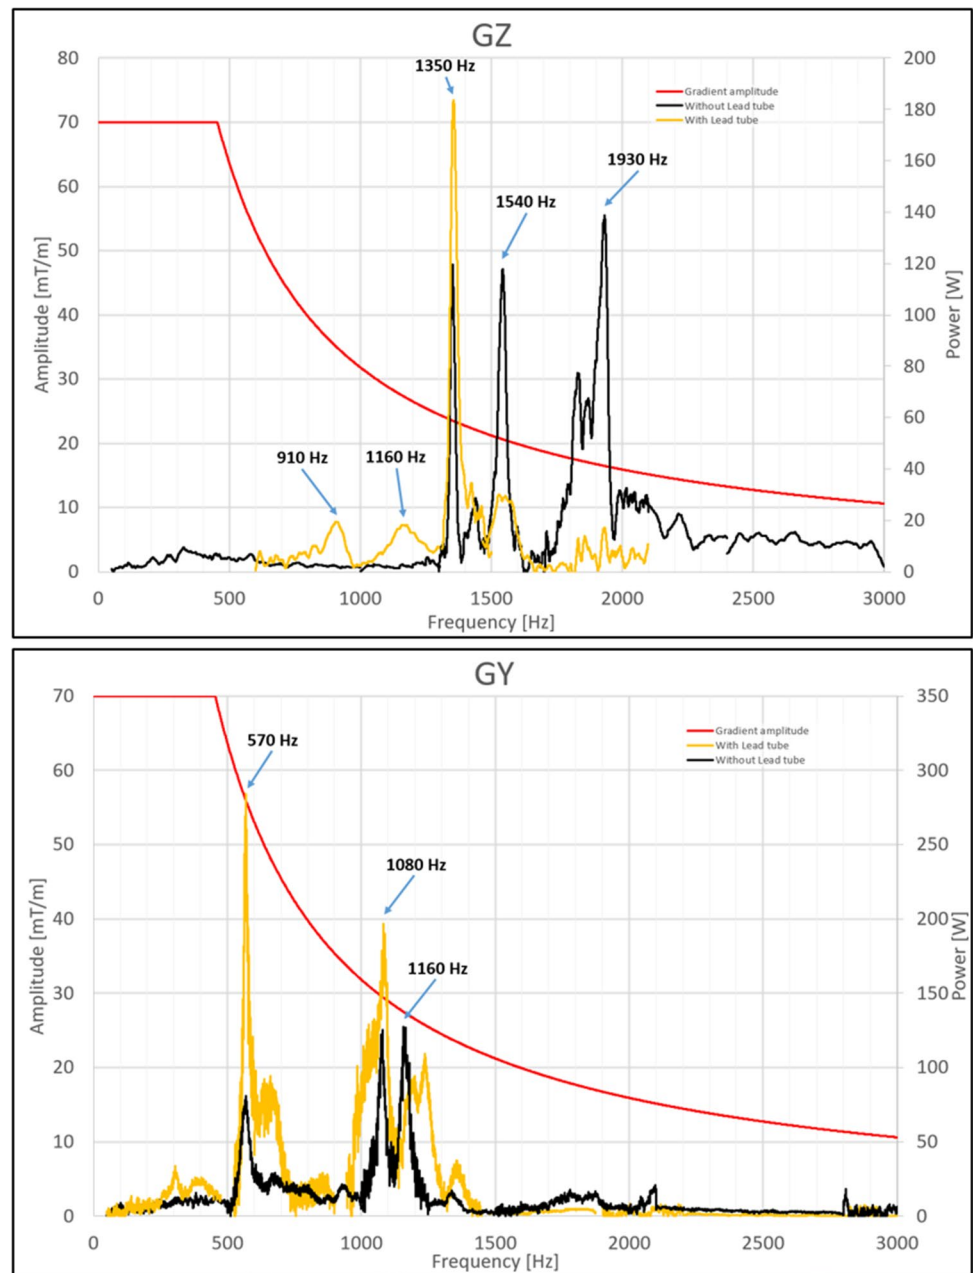 GZ
80
70
60
50
40
30
20
10
0
Amplitude [mT/m]
200
180
160
140
120
100
80
60
40
20
0
Power [W]
1350 Hz
1540 Hz
1930 Hz
910 Hz
1160 Hz
Gradient amplitude
Without Lead tube
With Lead tube
0 500 1000 1500 2000 2500 3000
Frequency [Hz]
GY
70
60
50
40
30
20
10
0
Amplitude [mT/m]
350
300
250
200
150
100
50
0
Power [W]
570 Hz
1080 Hz
1160 Hz
Gradient amplitude
With Lead tube
Without Lead tube
0 500 1000 1500 2000 2500 3000
Frequency [Hz]